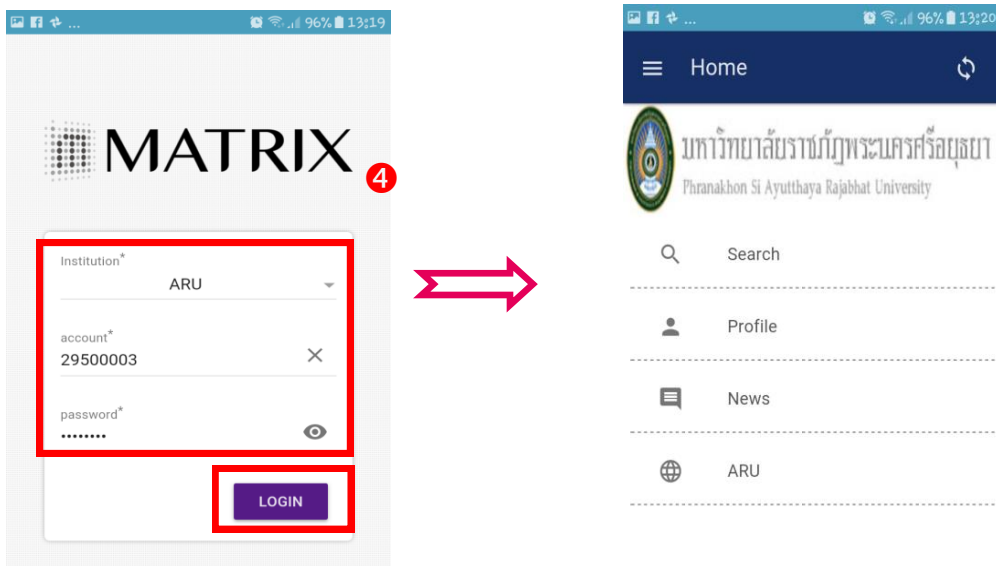 ... 96% 13:19
MATRIX
4
Institution*
ARU
account*
29500003
password*
••••••••
LOGIN
... 96% 13:20
Home
มหาวิทยาลัยราชภัฏพระนครศรีอยุธยา
Phranakhon Si Ayutthaya Rajabhat University
Search
Profile
News
ARU